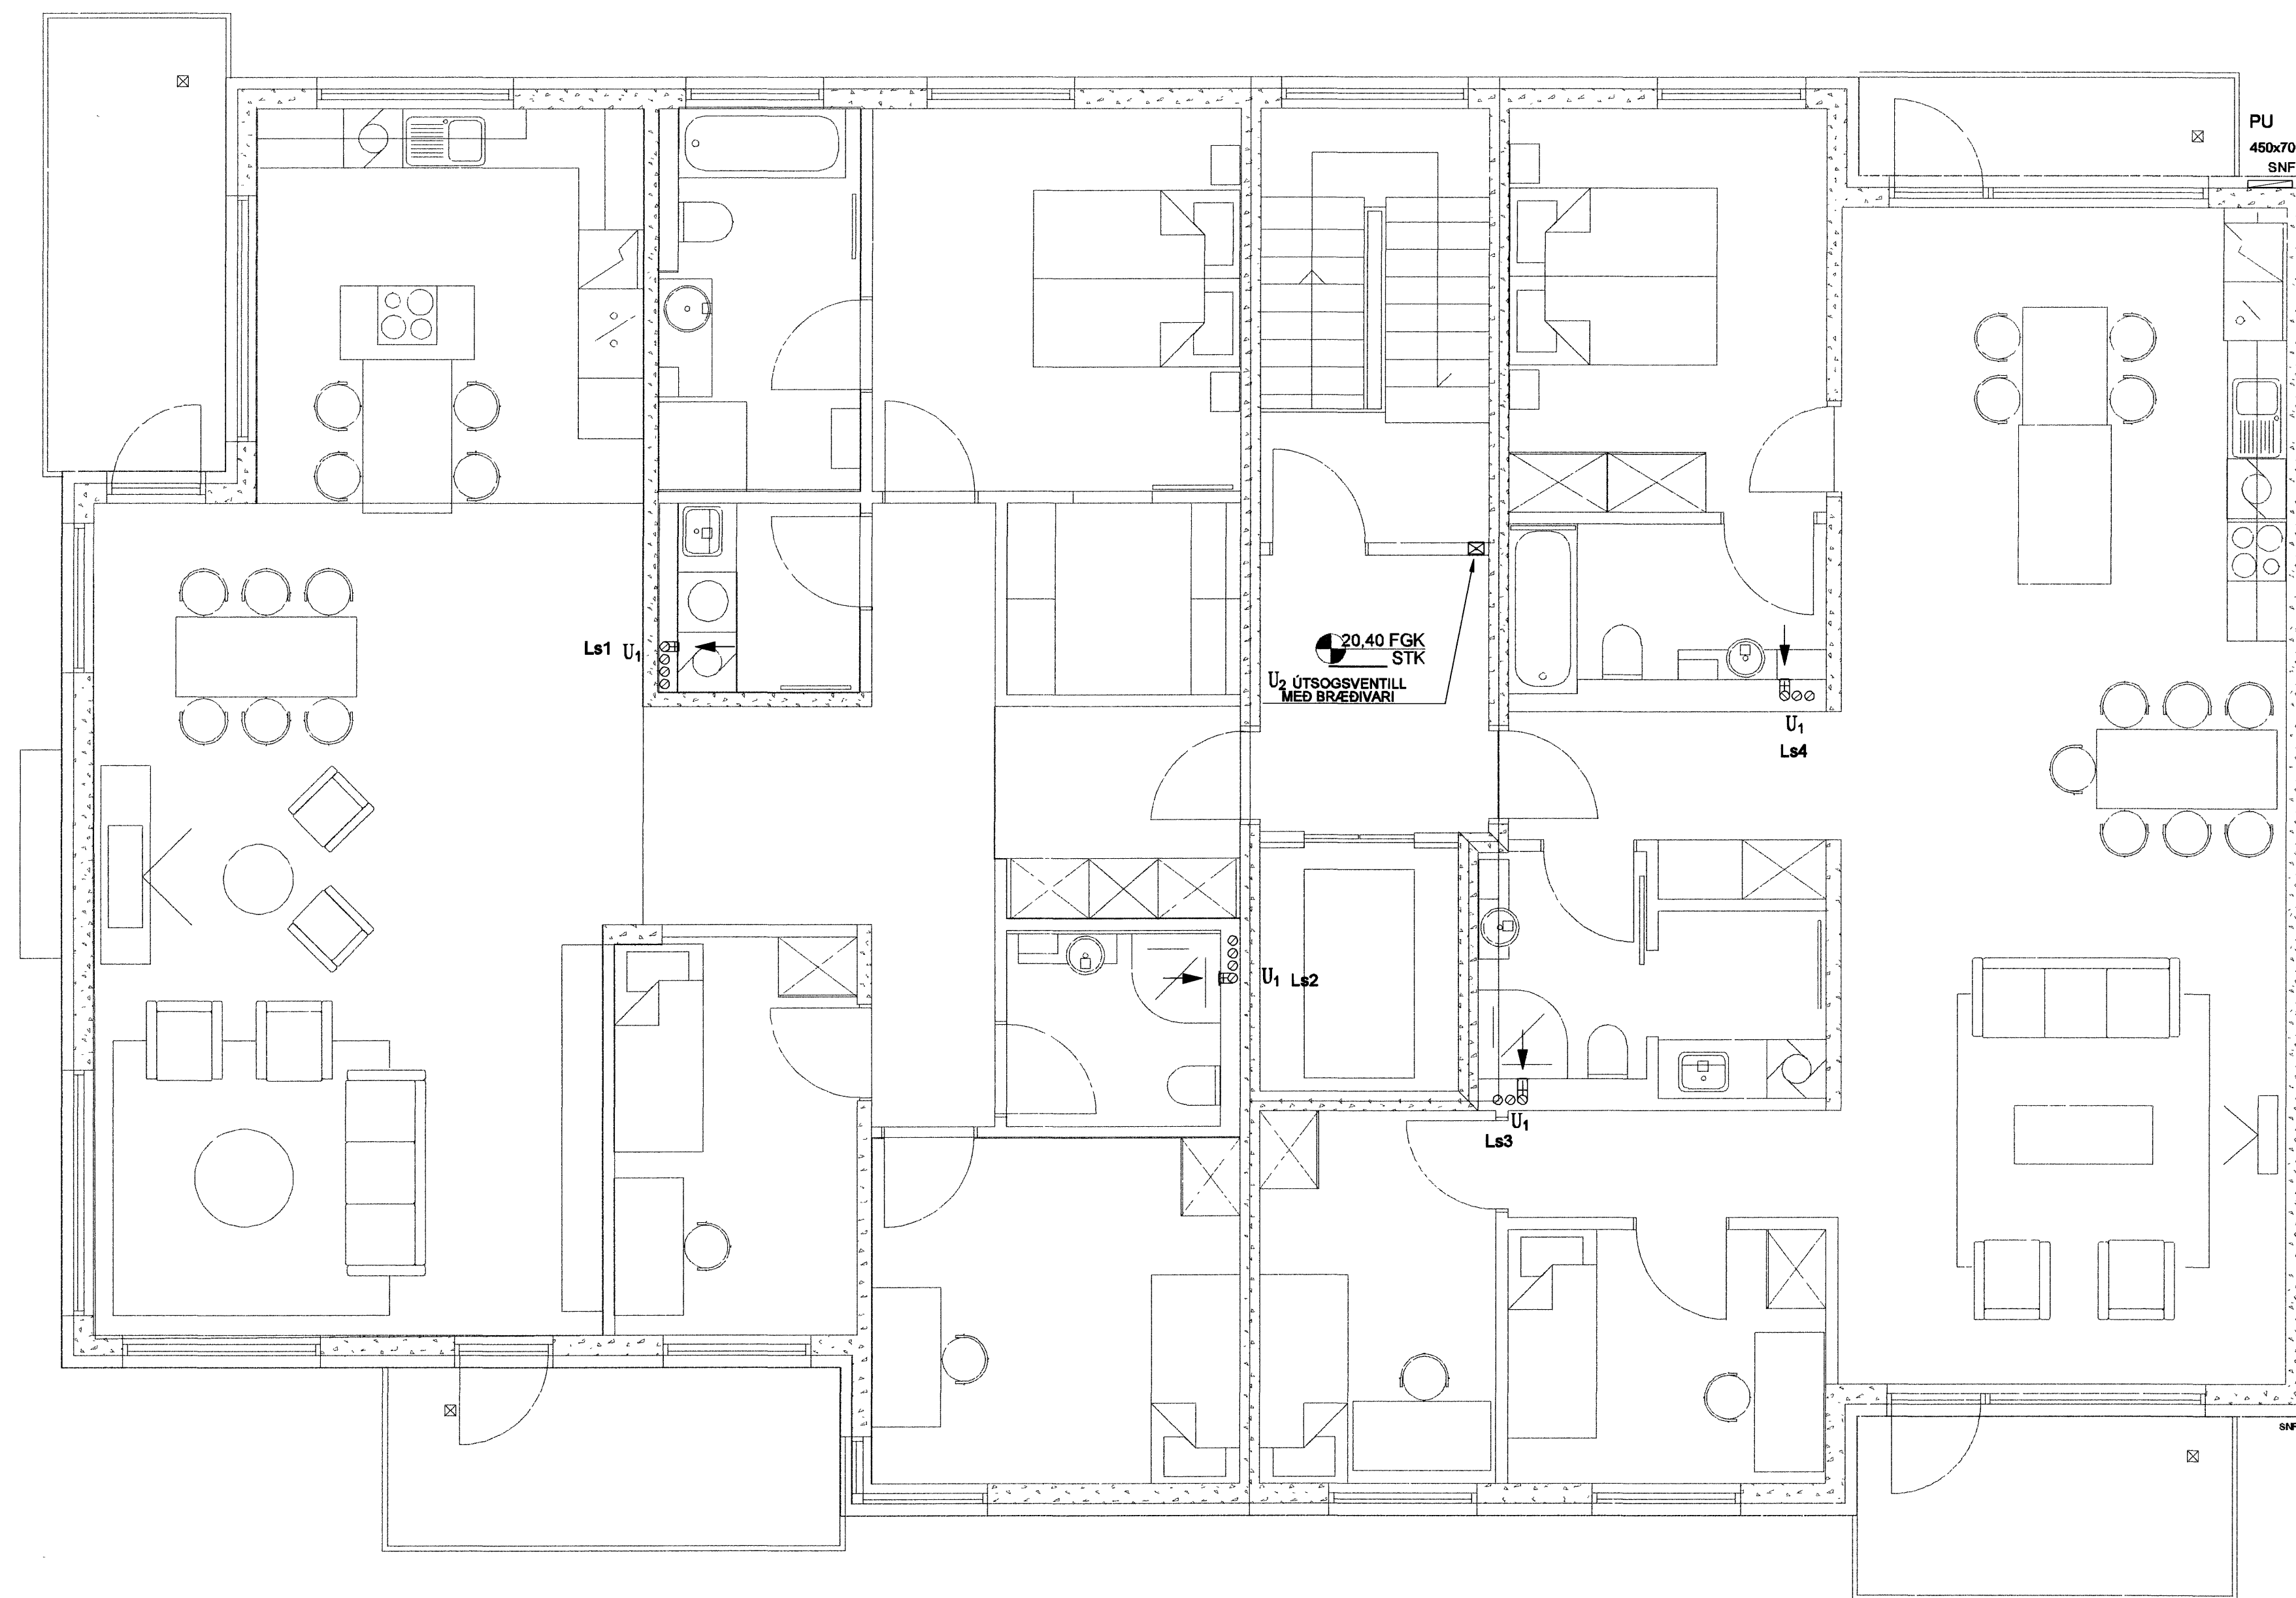 PU
450x70
SNF
Ls1 U1
20,40 FGK
STK
U2 ÚTSOGSVENTILL
MEÐ BRÆÐIVARI
U1
Ls4
U1 Ls2
U1
Ls3
SNF